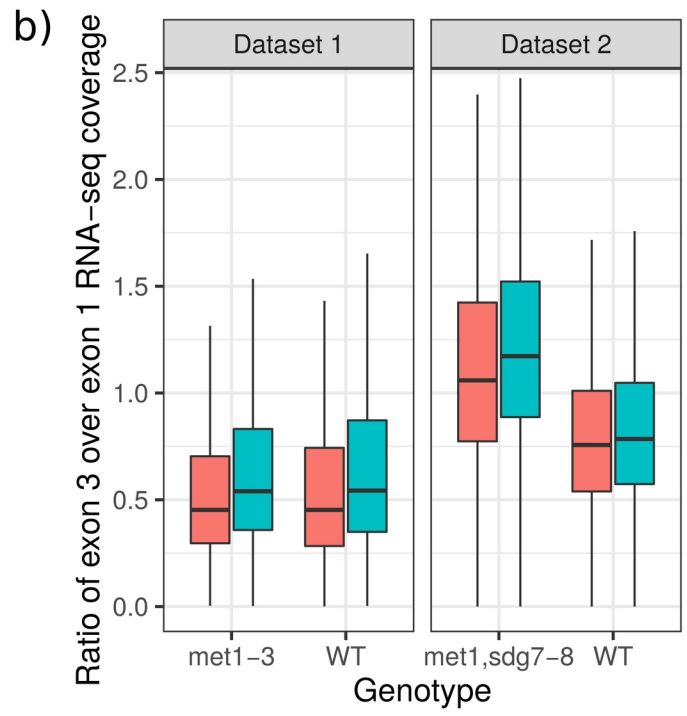 b)
Ratio of exon 3 over exon 1 RNA−seq coverage
Dataset 1
Dataset 2
2.5
2.0
1.5
1.0
0.5
0.0
met1−3
WT
met1,sdg7−8
WT
Genotype